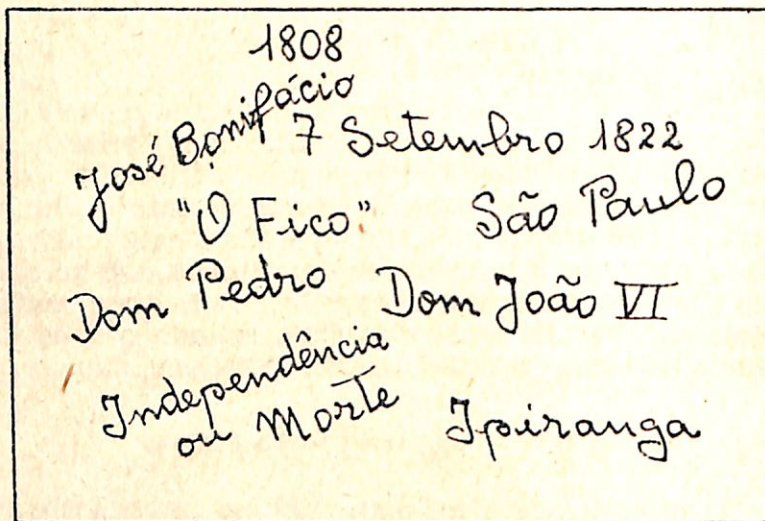 1808
José Bonifácio
7 Setembro 1822
"O Fico"
São Paulo
Dom Pedro
Dom João VI
Independência
ou Morte
Ipiranga